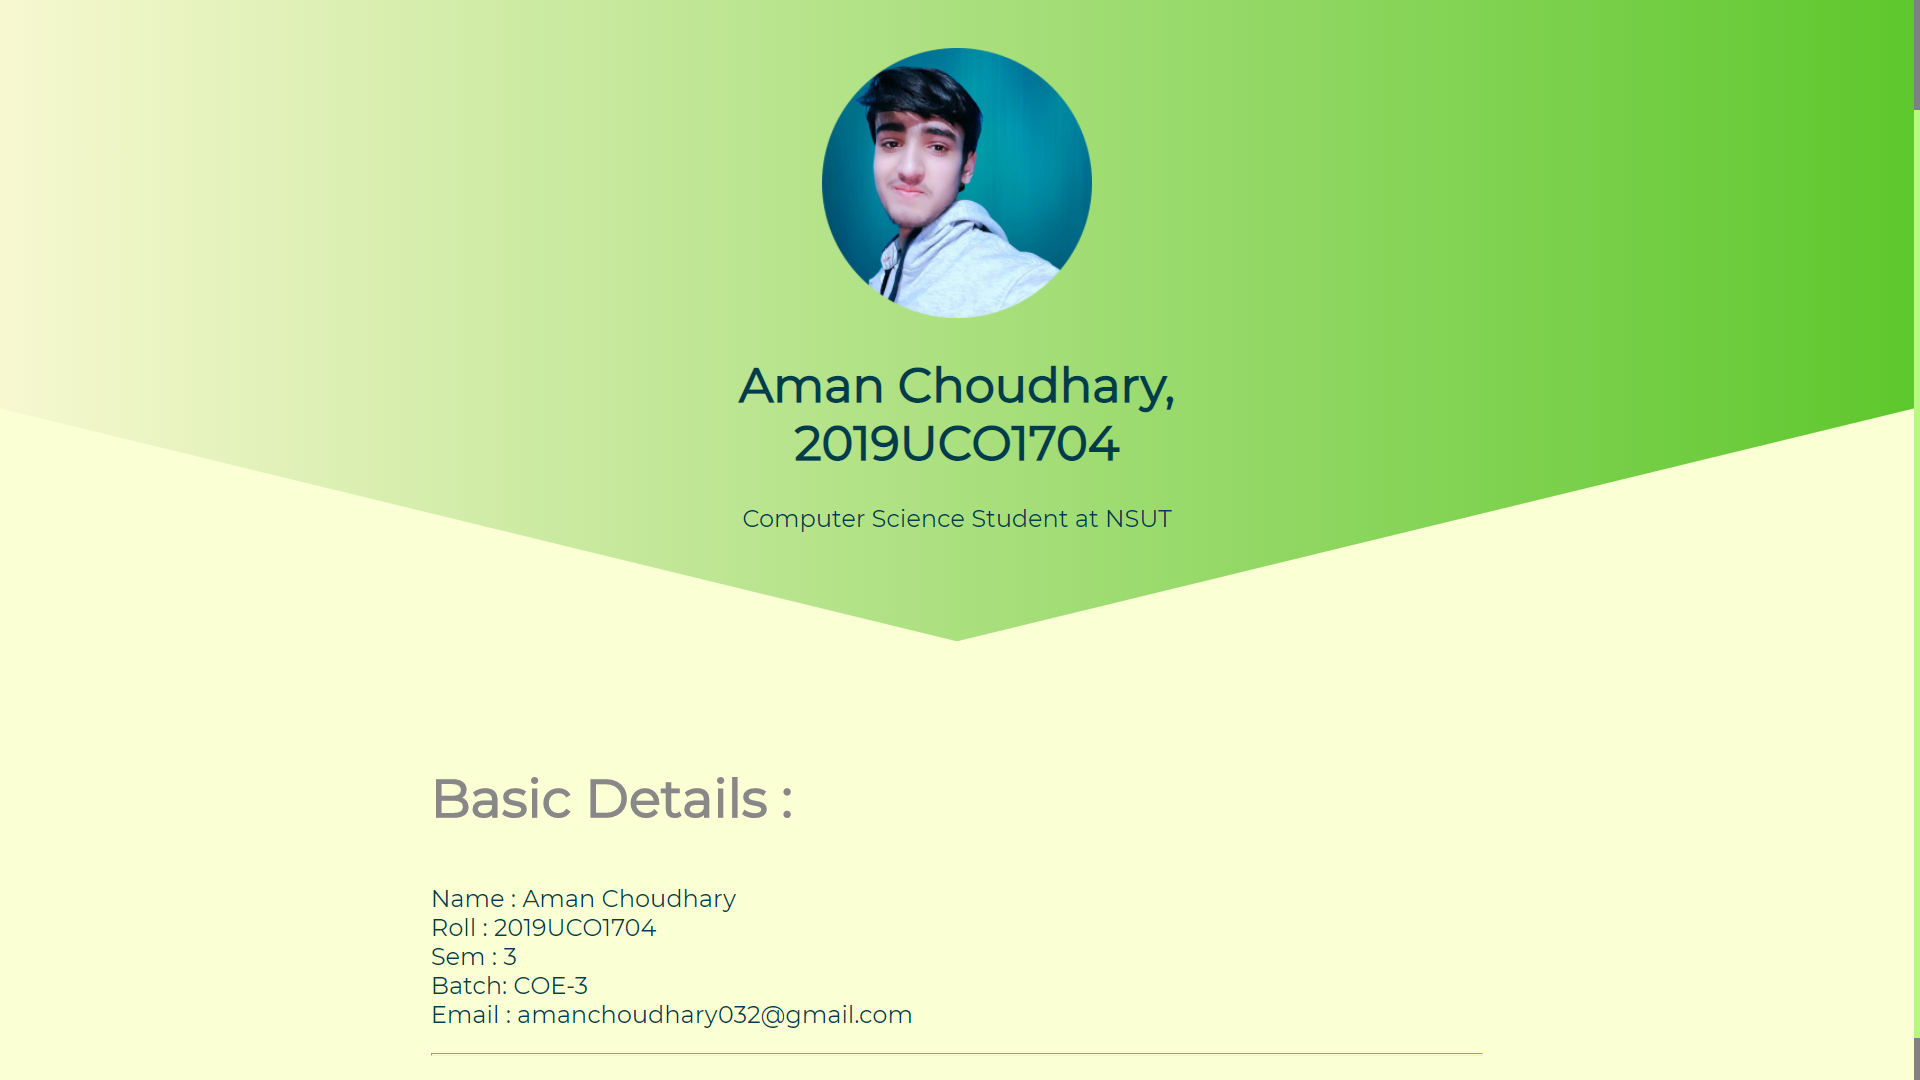 Aman Choudhary,
2019UCO1704
Computer Science Student at NSUT
Basic Details :
Name : Aman Choudhary
Roll : 2019UCO1704
Sem : 3
Batch: COE-3
Email : amanchoudhary032@gmail.com